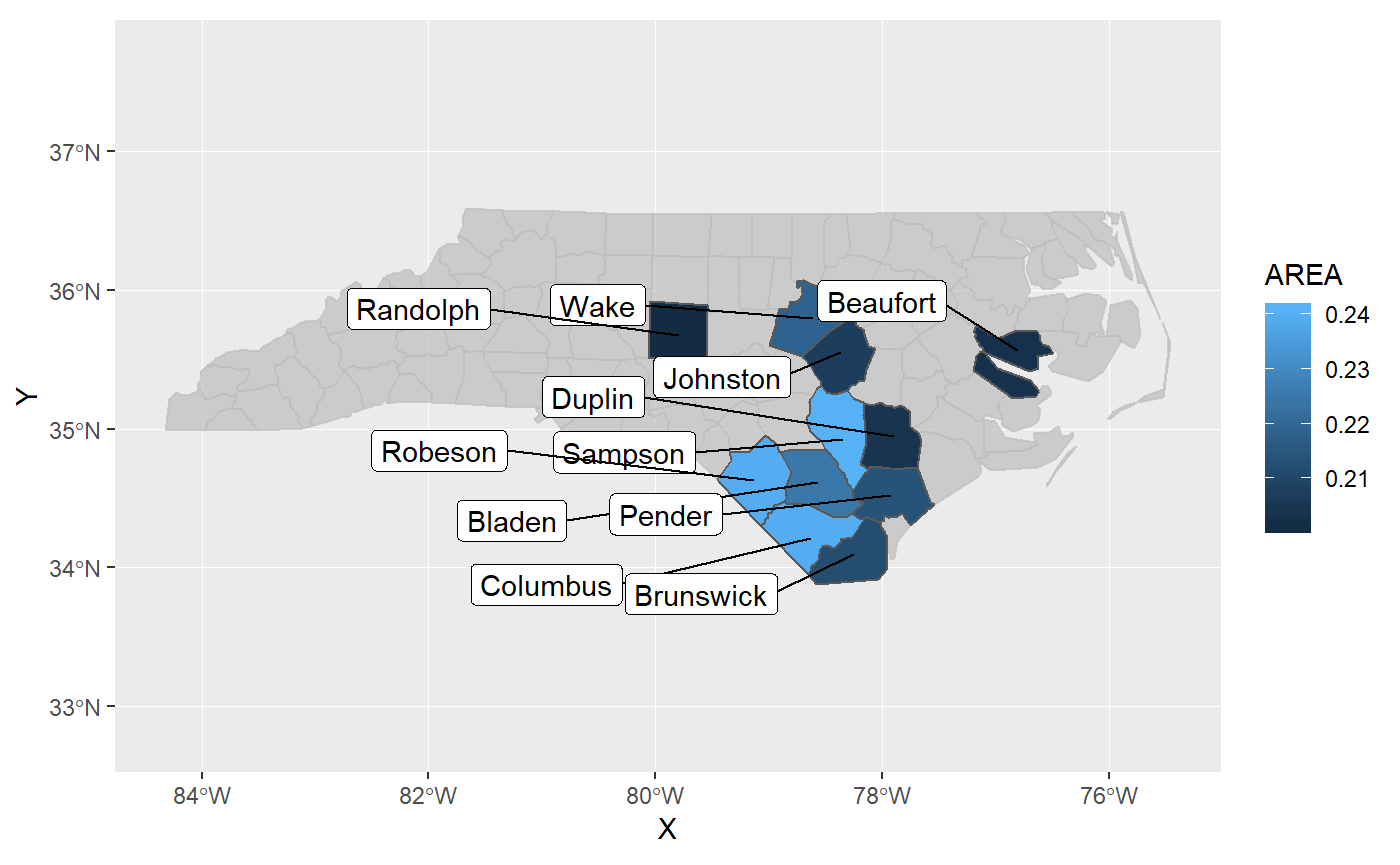 37°N
36°N
35°N
34°N
33°N
Y
Randolph
Wake
Beaufort
Johnston
Duplin
Robeson
Sampson
Bladen
Pender
Columbus
Brunswick
84°W
82°W
80°W
78°W
76°W
X
AREA
0.24
0.23
0.22
0.21